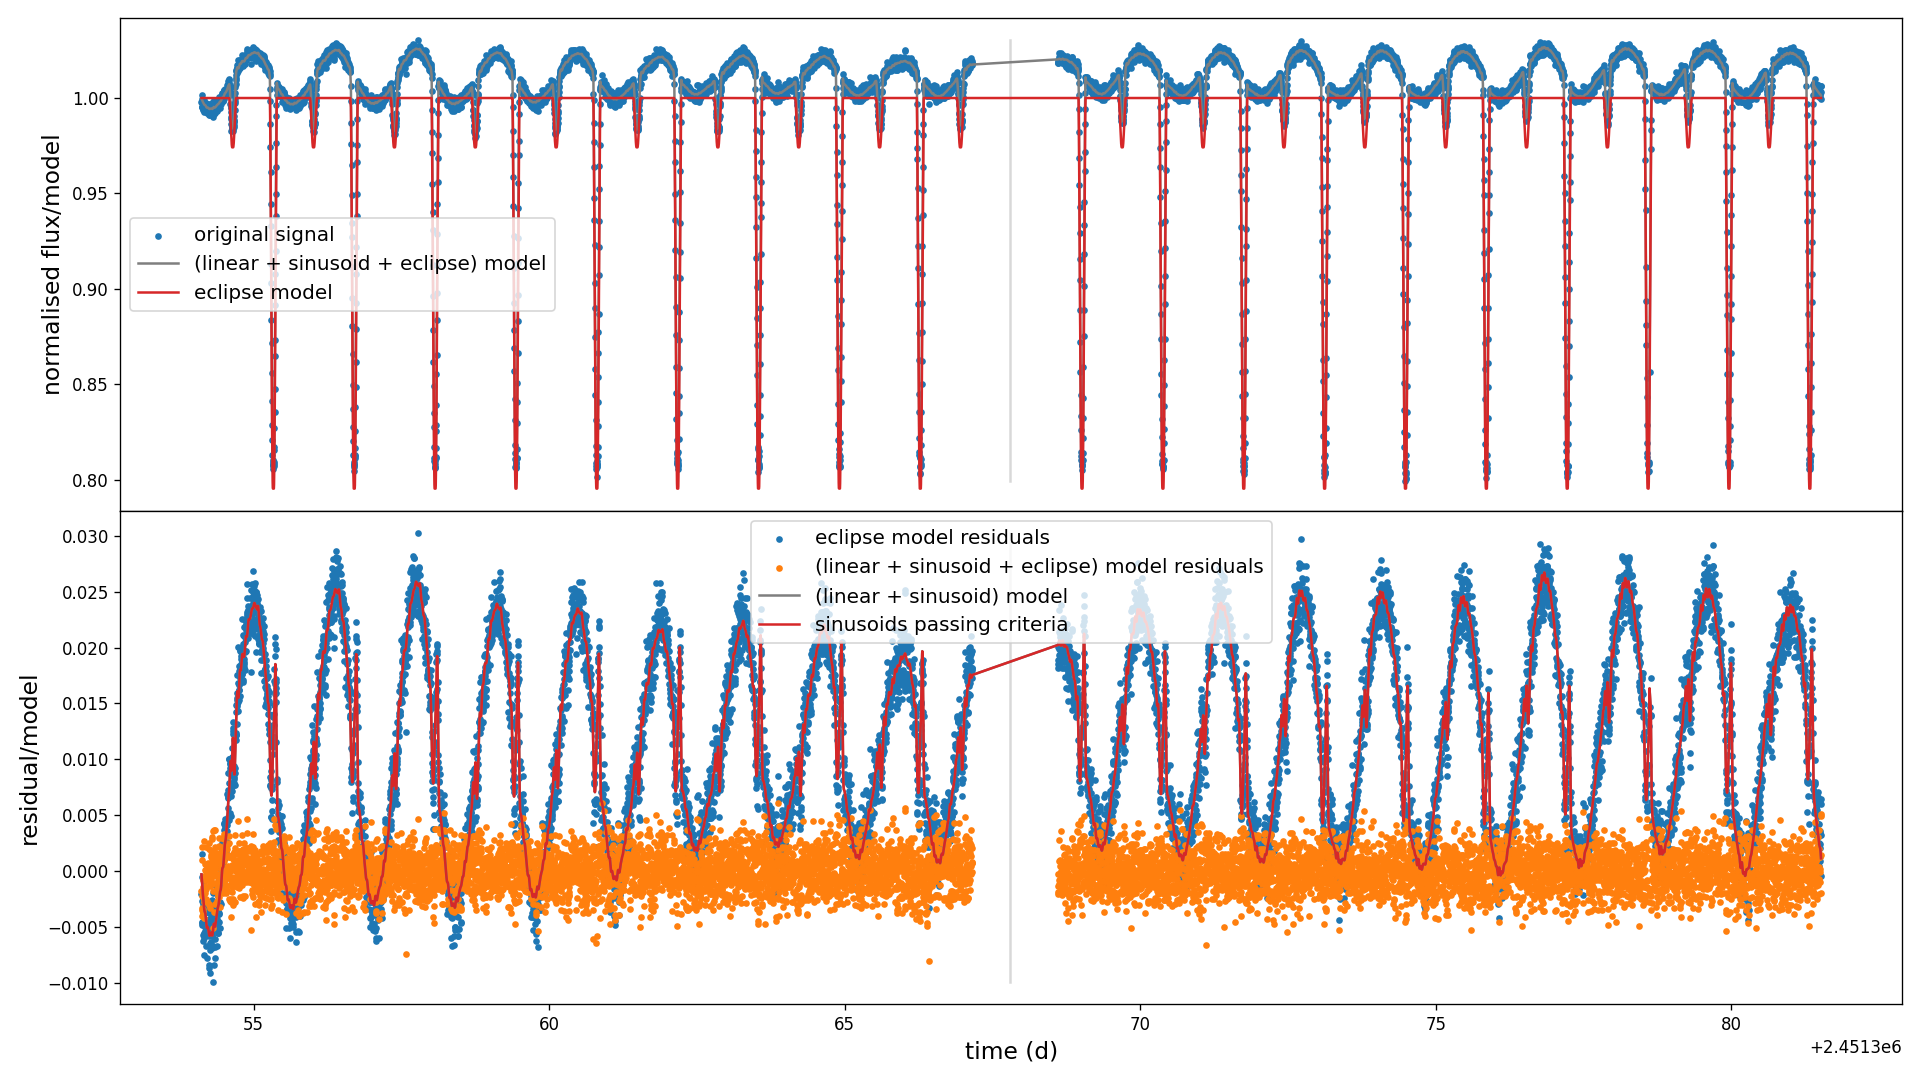 normalised flux/model
1.00
0.95
0.90
0.85
0.80
original signal
(linear + sinusoid + eclipse) model
eclipse model
residual/model
0.030
0.025
0.020
0.015
0.010
0.005
0.000
−0.005
−0.010
eclipse model residuals
(linear + sinusoid + eclipse) model residuals
(linear + sinusoid) model
sinusoids passing criteria
55
60
65
70
75
80
time (d)
+2.4513e6